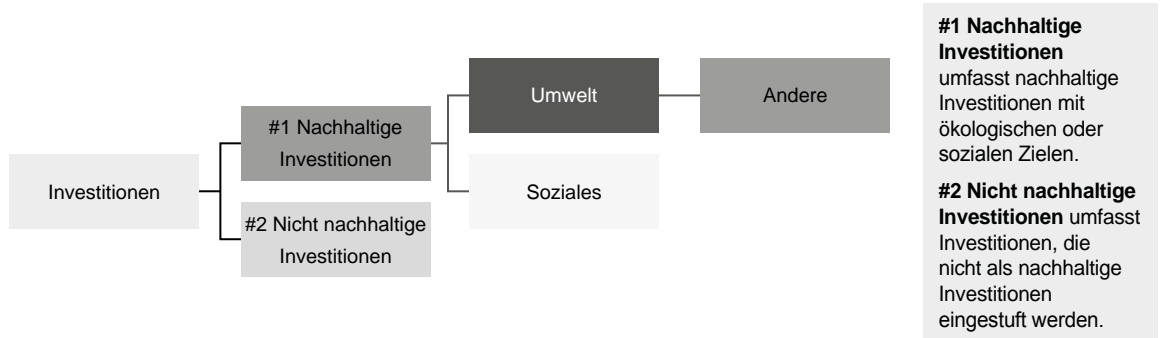 Investitionen
#1 Nachhaltige
Investitionen
#2 Nicht nachhaltige
Investitionen
Umwelt
Soziales
Andere
#1 Nachhaltige
Investitionen
umfasst nachhaltige
Investitionen mit
ökologischen oder
sozialen Zielen.
#2 Nicht nachhaltige
Investitionen umfasst
Investitionen, die
nicht als nachhaltige
Investitionen
eingestuft werden.